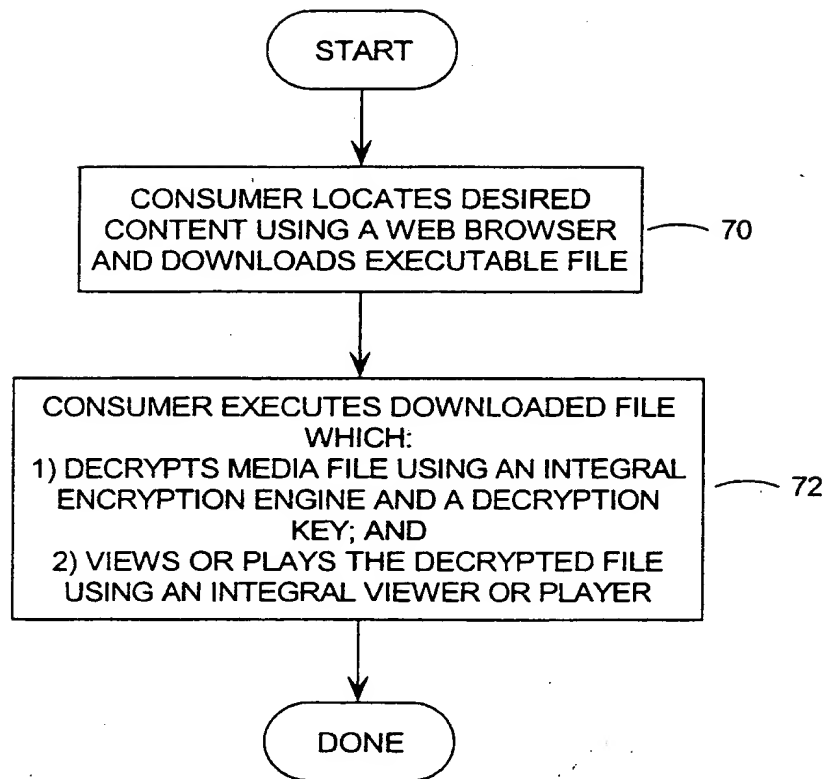 START
CONSUMER LOCATES DESIRED
CONTENT USING A WEB BROWSER
AND DOWNLOADS EXECUTABLE FILE
70
CONSUMER EXECUTES DOWNLOADED FILE
WHICH:
1) DECRYPTS MEDIA FILE USING AN INTEGRAL
ENCRYPTION ENGINE AND A DECRYPTION
KEY; AND
2) VIEWS OR PLAYS THE DECRYPTED FILE
USING AN INTEGRAL VIEWER OR PLAYER
72
DONE